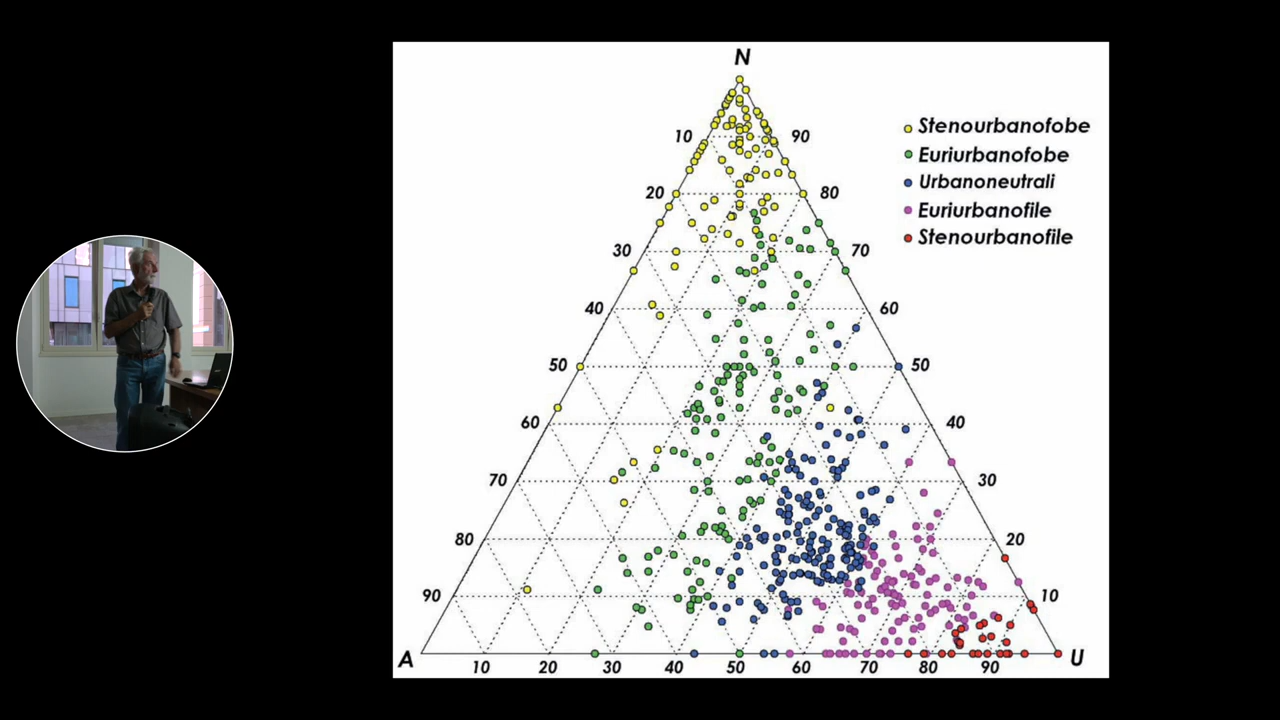 N
Stenourbanofobe
Euriurbanofobe
Urbanoneutrali
Euriurbanofile
Stenourbanofile
10 90
20 80
30 70
40 60
50 50
60 40
70 30
80 20
90 10
A U
10 20 30 40 50 60 70 80 90